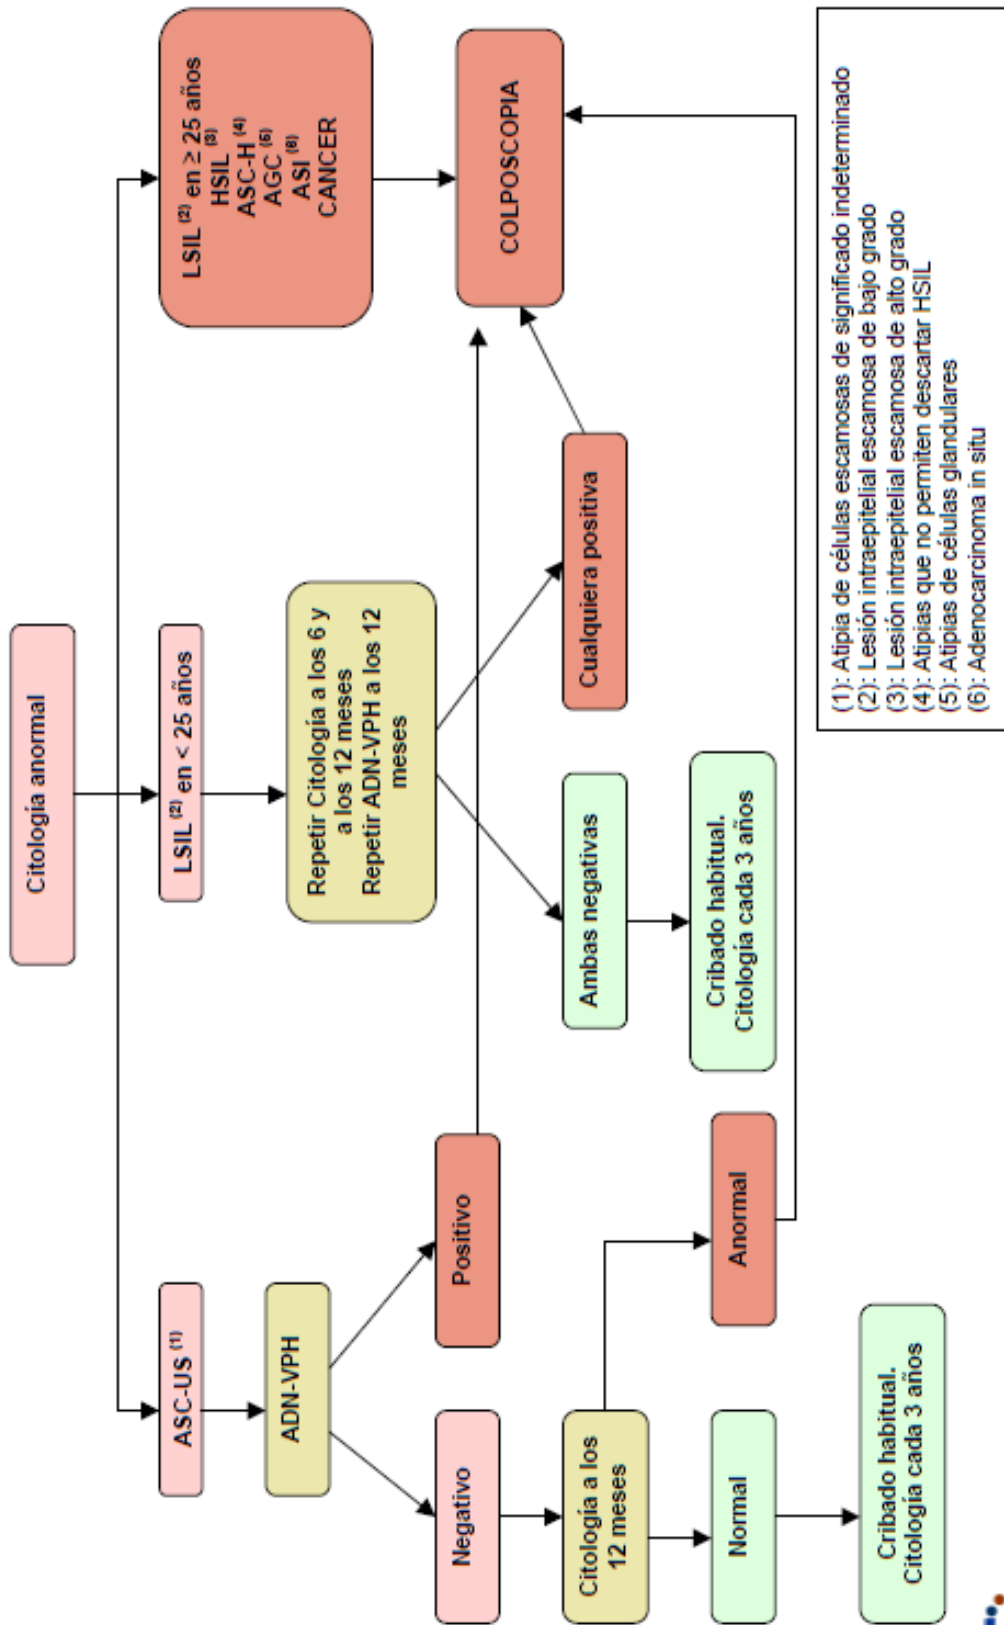 Citología anormal
ASC-US (1)
LSIL (2) en < 25 años
LSIL (2) en ≥ 25 años
HSIL (3)
ASC-H (4)
AGC (5)
ASI (6)
CANCER
ADN-VPH
Repetir Citología a los 6 y
a los 12 meses
Repetir ADN-VPH a los 12
meses
Negativo
Positivo
COLPOSCOPIA
Citología a los
12 meses
Ambas negativas
Cualquiera positiva
Normal
Anormal
Cribado habitual.
Citología cada 3 años
Cribado habitual.
Citología cada 3 años
(1): Atipia de células escamosas de significado indeterminado
(2): Lesión intraepitelial escamosa de bajo grado
(3): Lesión intraepitelial escamosa de alto grado
(4): Atipias que no permiten descartar HSIL
(5): Atipias de células glandulares
(6): Adenocarcinoma in situ